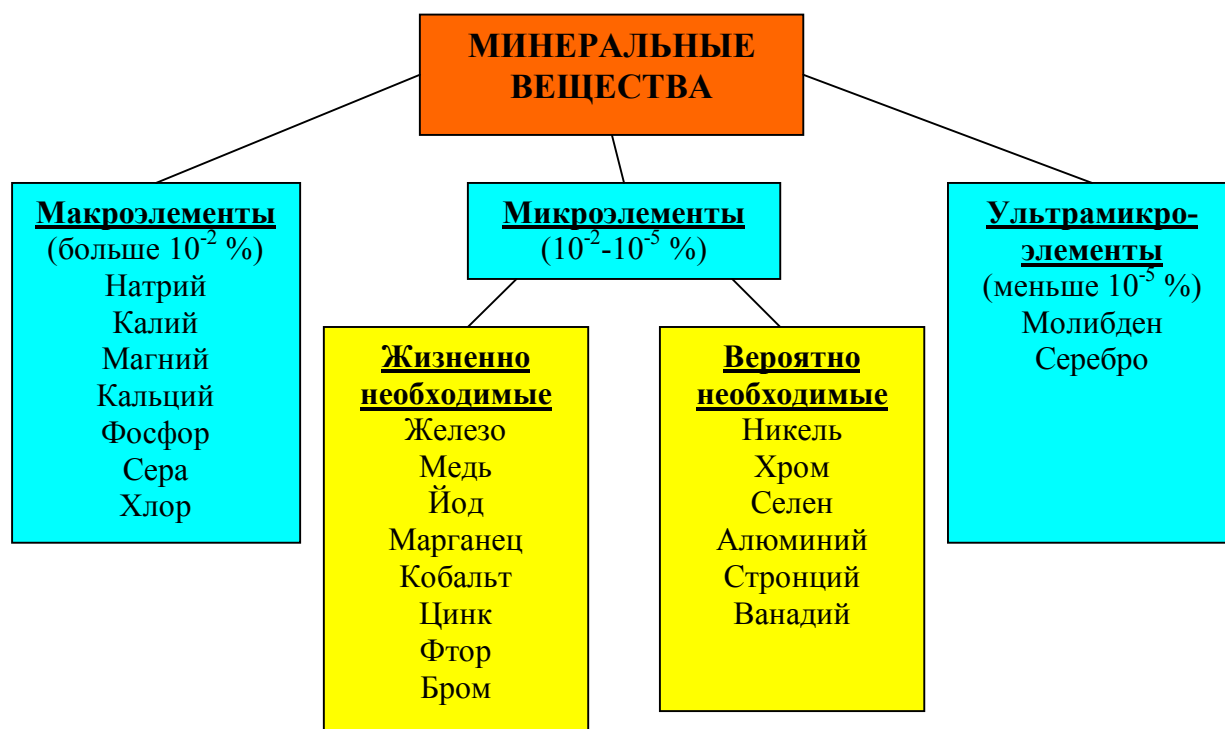 МИНЕРАЛЬНЫЕ
ВЕЩЕСТВА
Макроэлементы
(больше 10⁻² %)
Натрий
Калий
Магний
Кальций
Фосфор
Сера
Хлор
Микроэлементы
(10⁻²-10⁻⁵ %)
Жизненно
необходимые
Железо
Медь
Йод
Марганец
Кобальт
Цинк
Фтор
Бром
Вероятно
необходимые
Никель
Хром
Селен
Алюминий
Стронций
Ванадий
Ультрамикро-
элементы
(меньше 10⁻⁵ %)
Молибден
Серебро